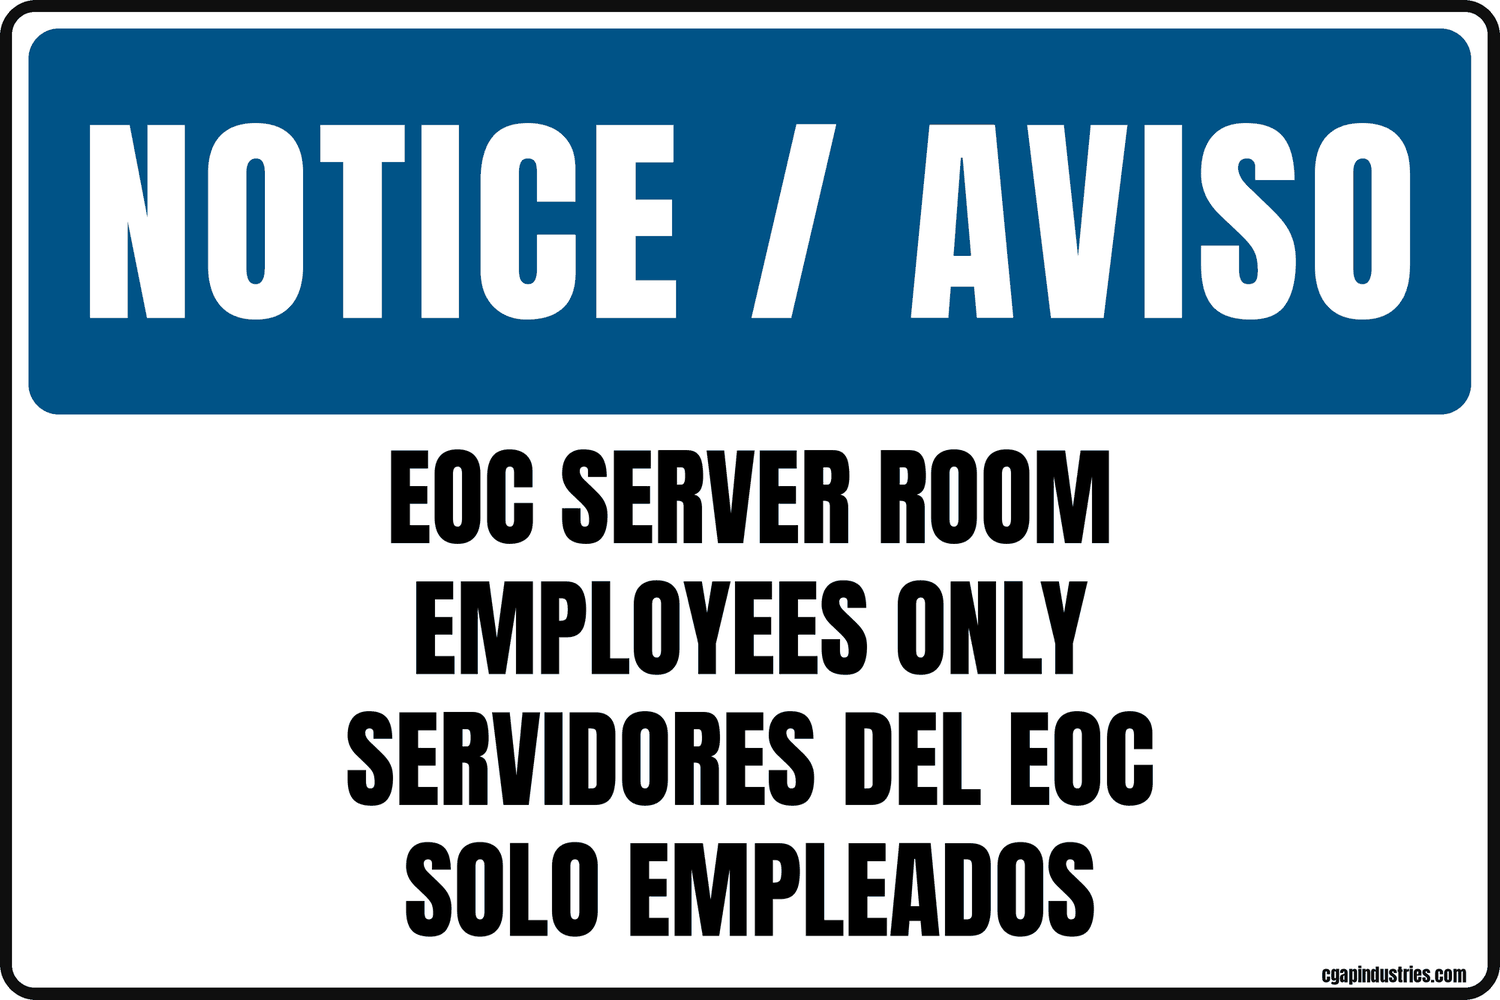 NOTICE / AVISO
EOC SERVER ROOM
EMPLOYEES ONLY
SERVIDORES DEL EOC
SOLO EMPLEADOS
cgapindustries.com